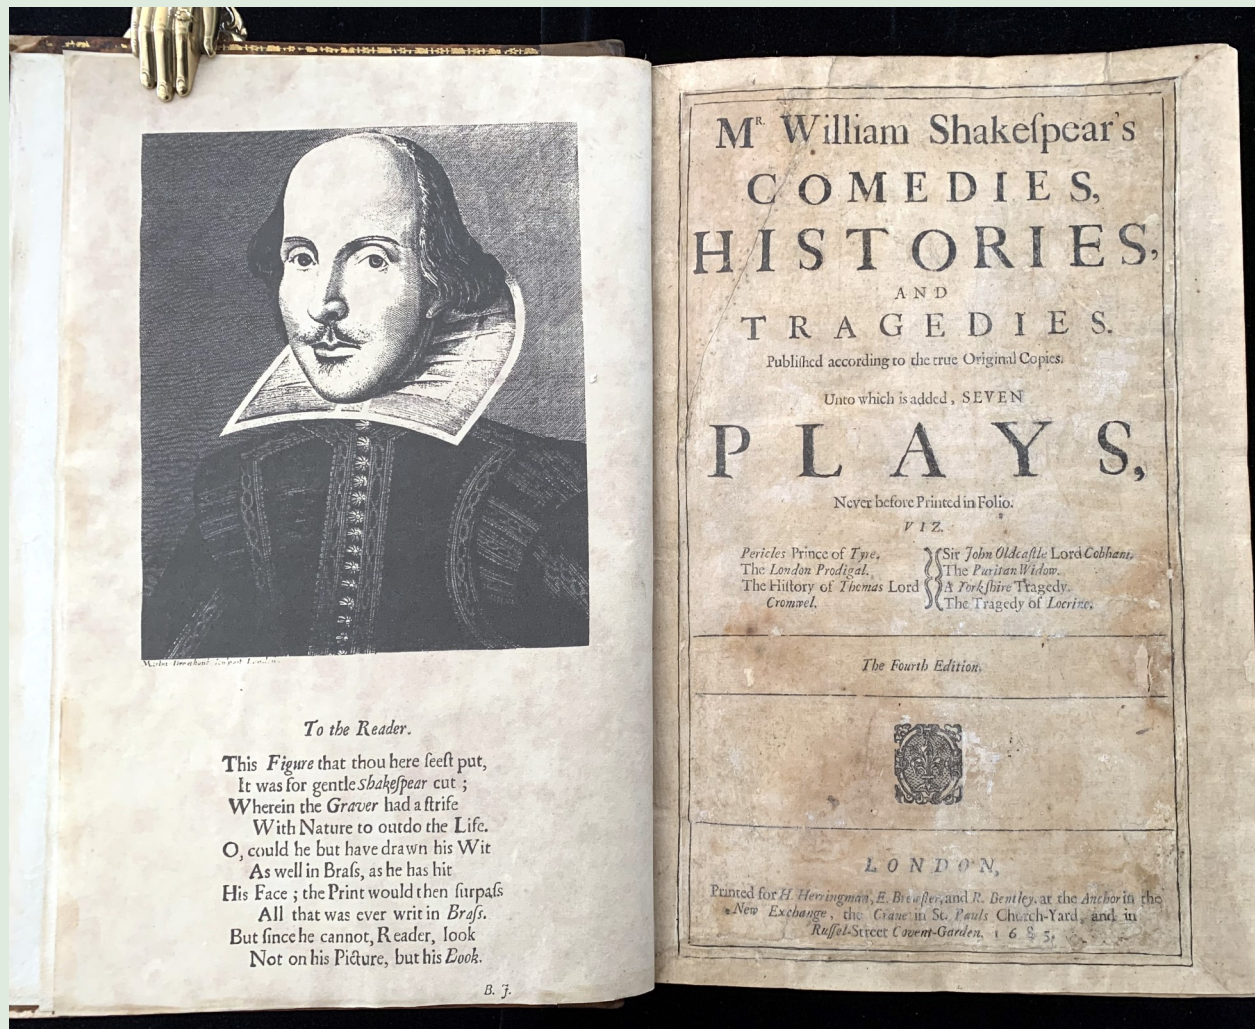 To the Reader.
This Figure that thou here ſeeſt put,
It was for gentle Shakeſpear cut ;
Wherein the Graver had a ſtrife
With Nature to outdo the Life.
O, could he but have drawn his Wit
As well in Braſs, as he has hit
His Face ; the Print would then ſurpaſs
All that was ever writ in Braſs.
But ſince he cannot, Reader, look
Not on his Picture, but his Book.
B. J.
Mr. William Shakeſpear's
COMEDIES,
HISTORIES,
AND
TRAGEDIES.
Publiſhed according to the true Original Copies.
Unto which is added, SEVEN
PLAYS,
Never before Printed in Folio.
VIZ.
Pericles Prince of Tyre.
The London Prodigal.
The Hiſtory of Thomas Lord
Cromwel.
Sir John Oldcaſtle Lord Cobham.
The Puritan Widow.
A Yorkſhire Tragedy.
The Tragedy of Locrine.
The Fourth Edition.
LONDON,
Printed for H. Herringman, E. Brewſter, and R. Bentley, at the Anchor in the
New Exchange, the Crane in St. Pauls Church-Yard, and in
Ruſſel-Street Covent-Garden. 1685.